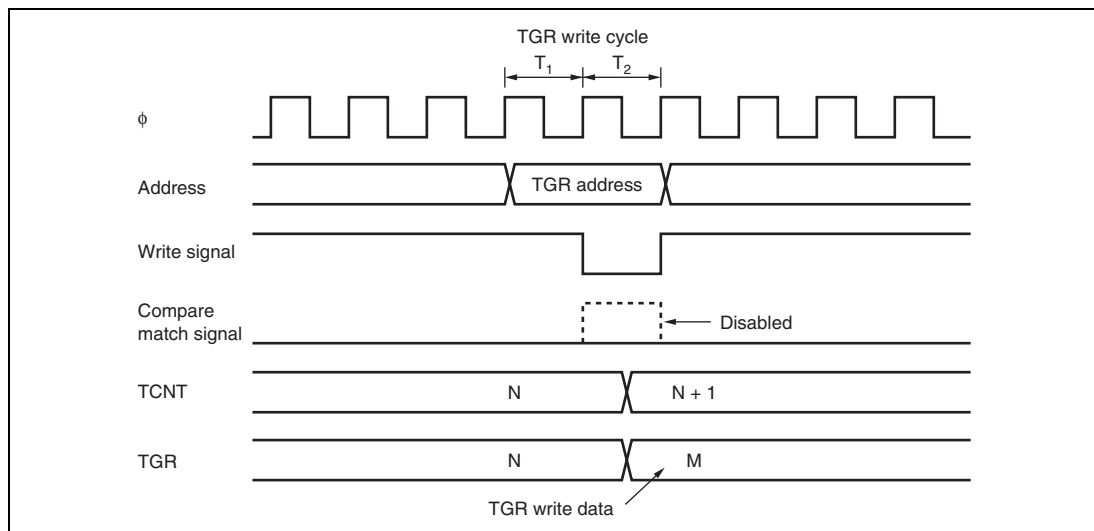 TGR write cycle
T1 T2
ϕ
Address
TGR address
Write signal
Compare
match signal
Disabled
TCNT
N
N + 1
TGR
N
M
TGR write data